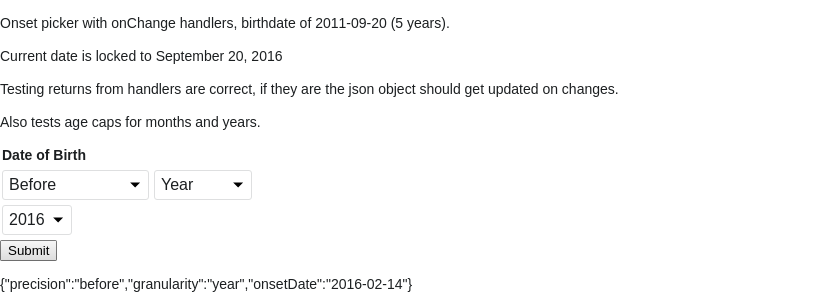 Onset picker with onChange handlers, birthdate of 2011-09-20 (5 years).
Current date is locked to September 20, 2016
Testing returns from handlers are correct, if they are the json object should get updated on changes.
Also tests age caps for months and years.
Date of Birth
Before Year
2016
Submit
{"precision":"before","granularity":"year","onsetDate":"2016-02-14"}